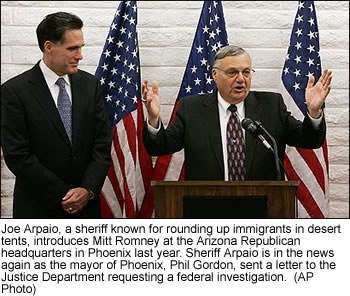 Joe Arpaio, a sheriff known for rounding up immigrants in desert
tents, introduces Mitt Romney at the Arizona Republican
headquarters in Phoenix last year. Sheriff Arpaio is in the news
again as the mayor of Phoenix, Phil Gordon, sent a letter to the
Justice Department requesting a federal investigation. (AP
Photo)